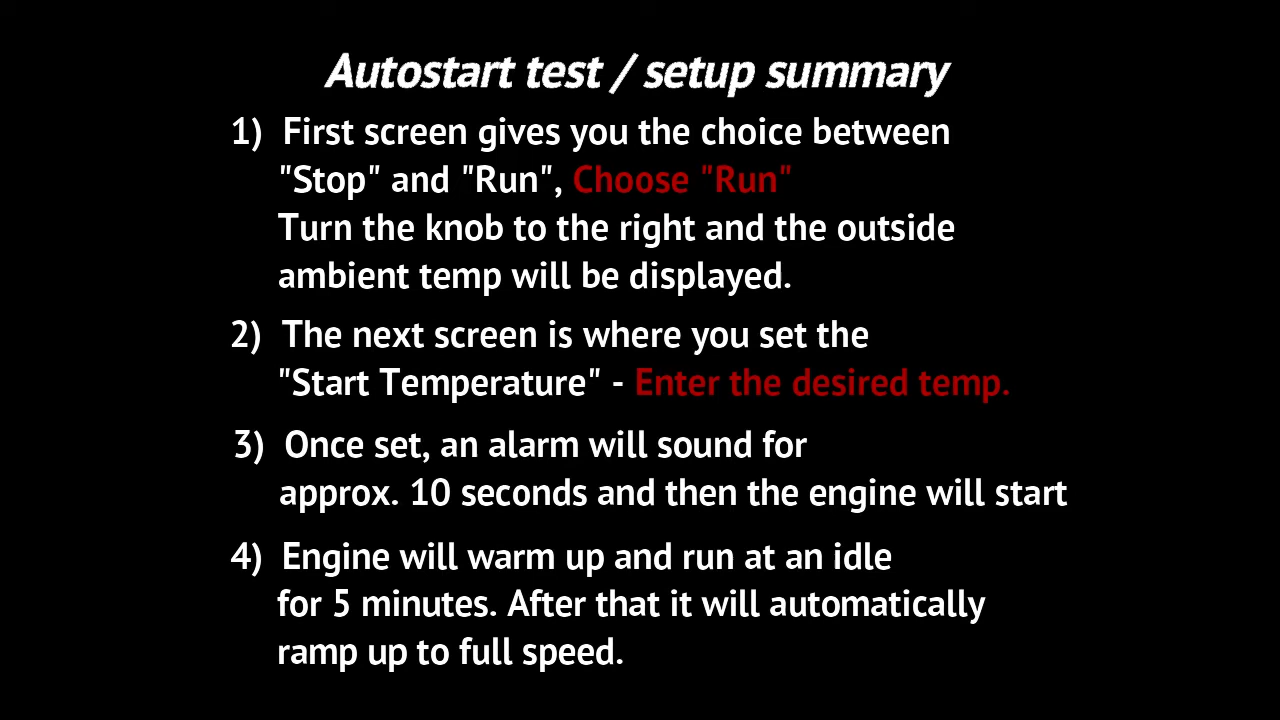 Autostart test / setup summary
1) First screen gives you the choice between
"Stop" and "Run", Choose "Run"
Turn the knob to the right and the outside
ambient temp will be displayed.
2) The next screen is where you set the
"Start Temperature" - Enter the desired temp.
3) Once set, an alarm will sound for
approx. 10 seconds and then the engine will start
4) Engine will warm up and run at an idle
for 5 minutes. After that it will automatically
ramp up to full speed.